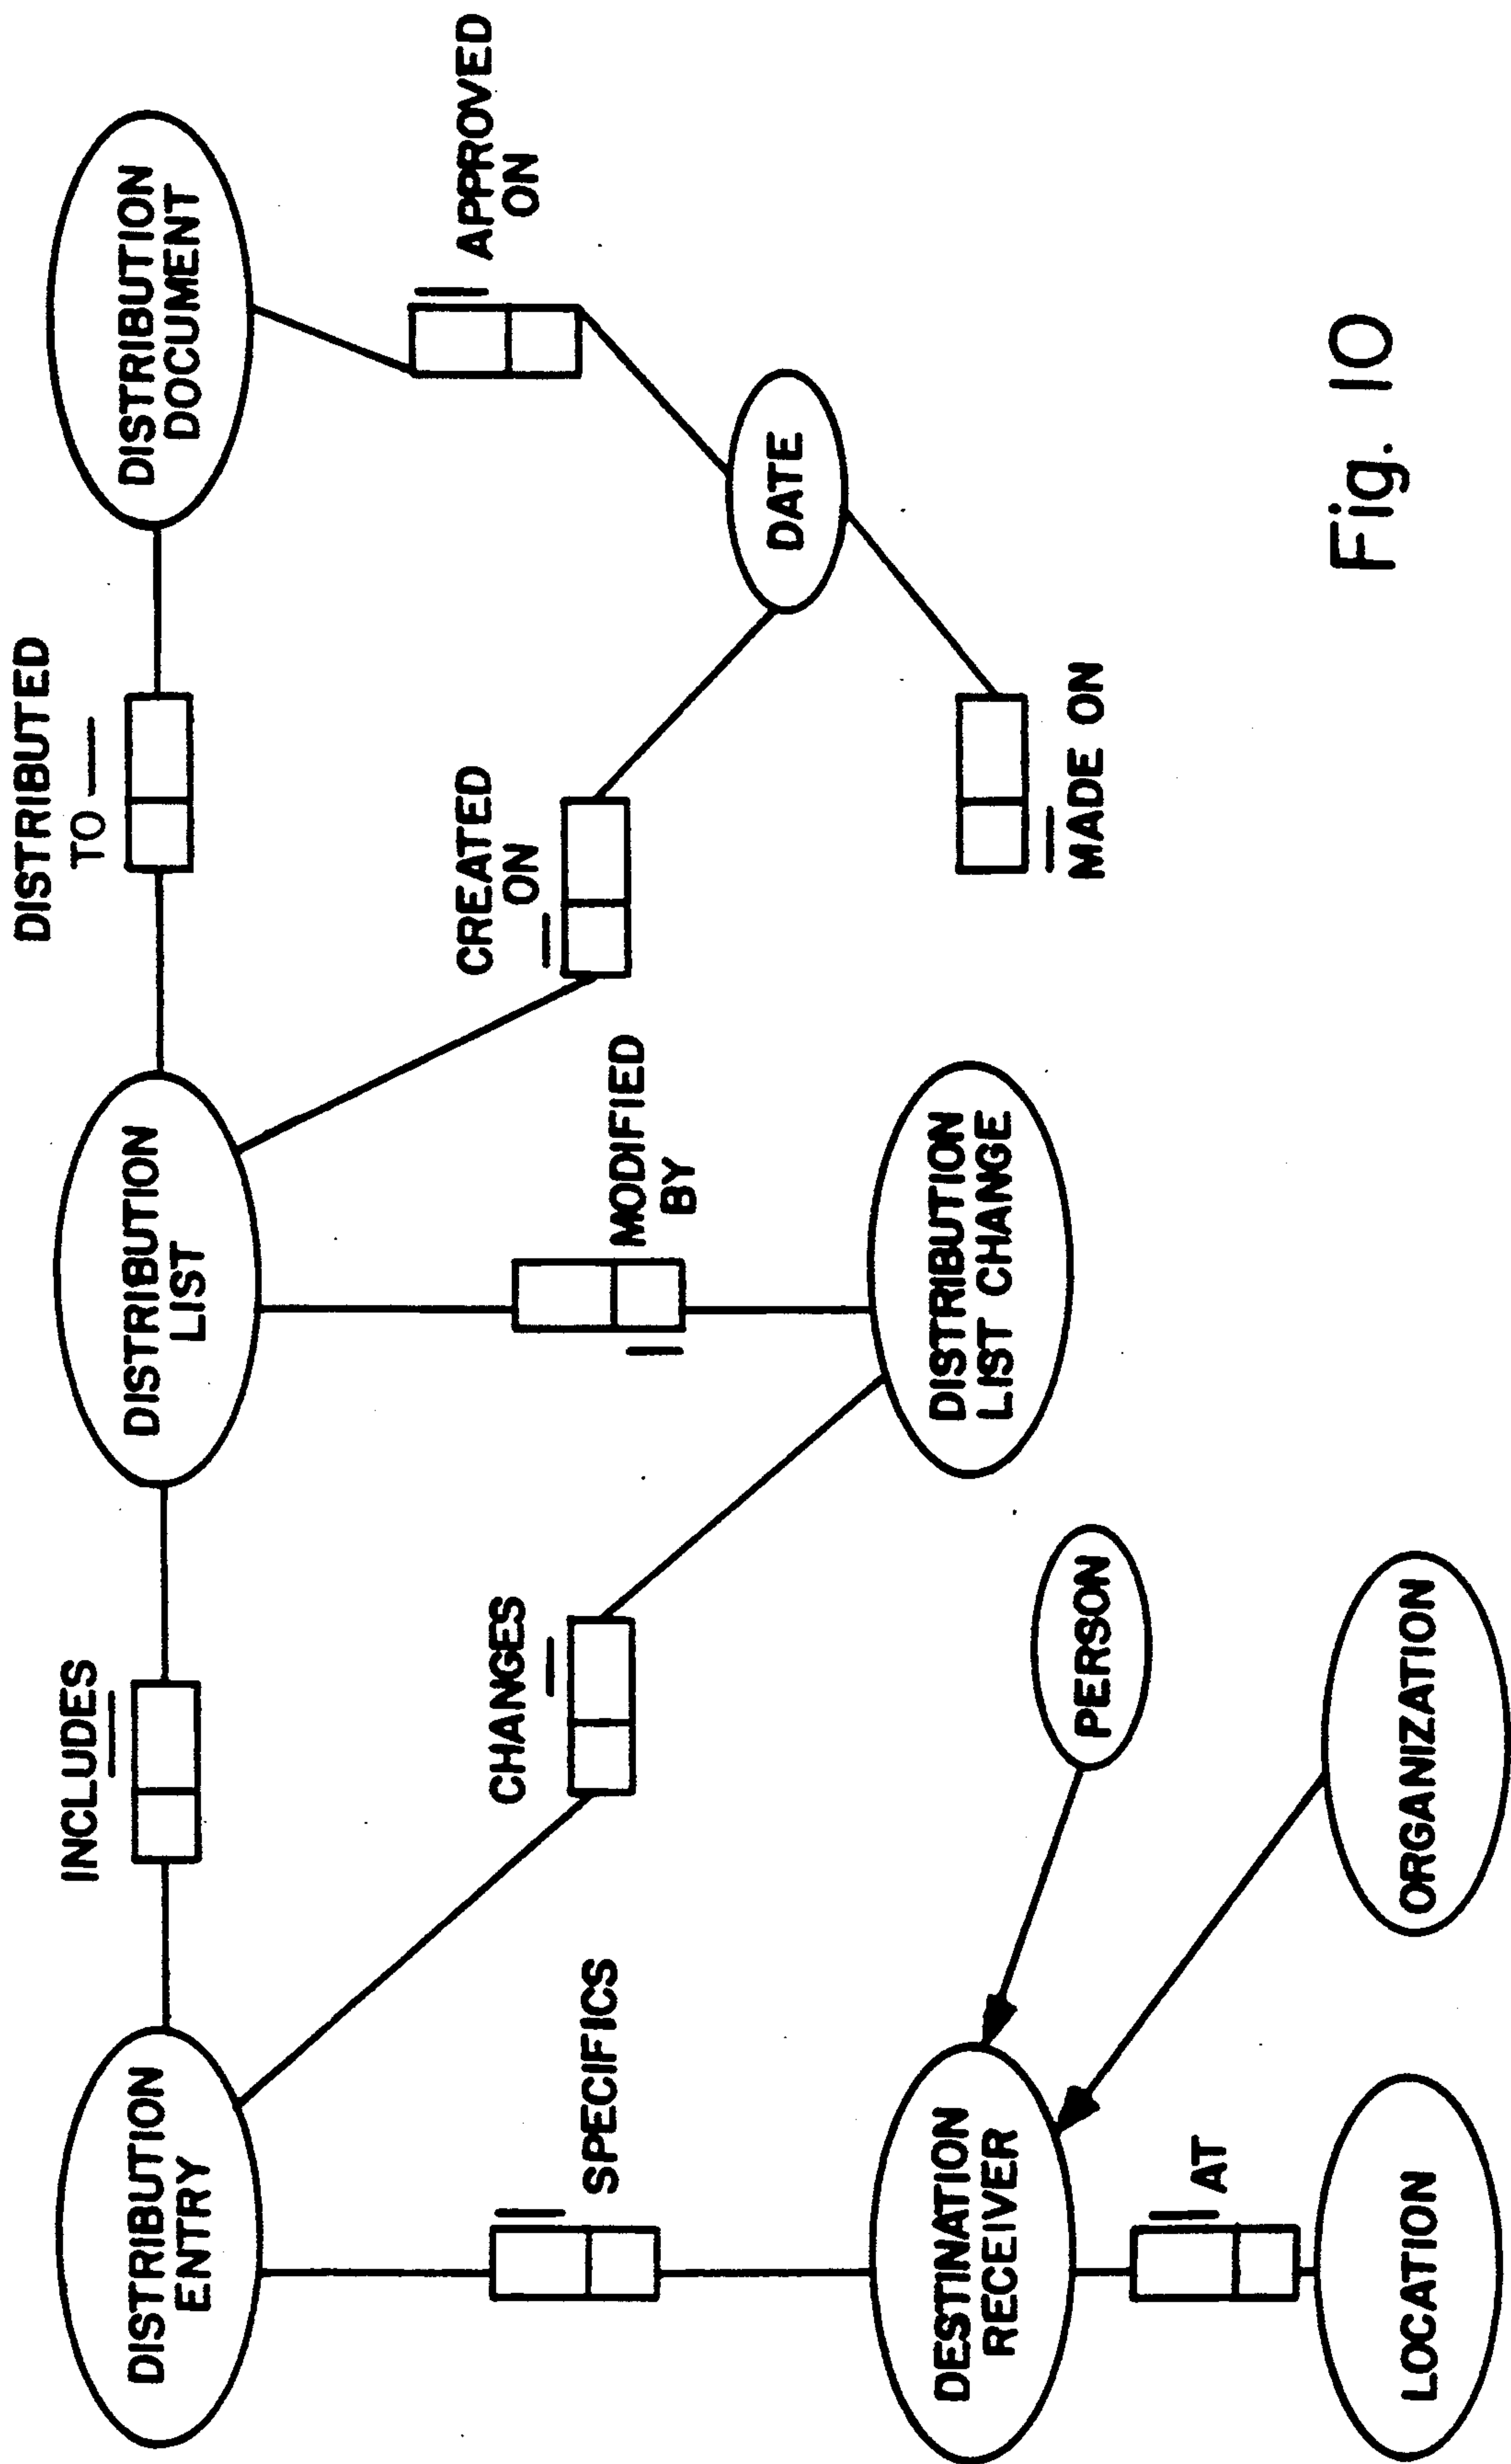 DISTRIBUTION
ENTRY
INCLUDES
DISTRIBUTION
LIST
DISTRIBUTED
TO
DISTRIBUTION
DOCUMENT
SPECIFICS
CHANGES
MODIFIED
BY
CREATED
ON
APPROVED
ON
DATE
DESTINATION
RECEIVER
PERSON
DISTRIBUTION
LIST CHANGE
MADE ON
AT
LOCATION
ORGANIZATION
Fig. 10